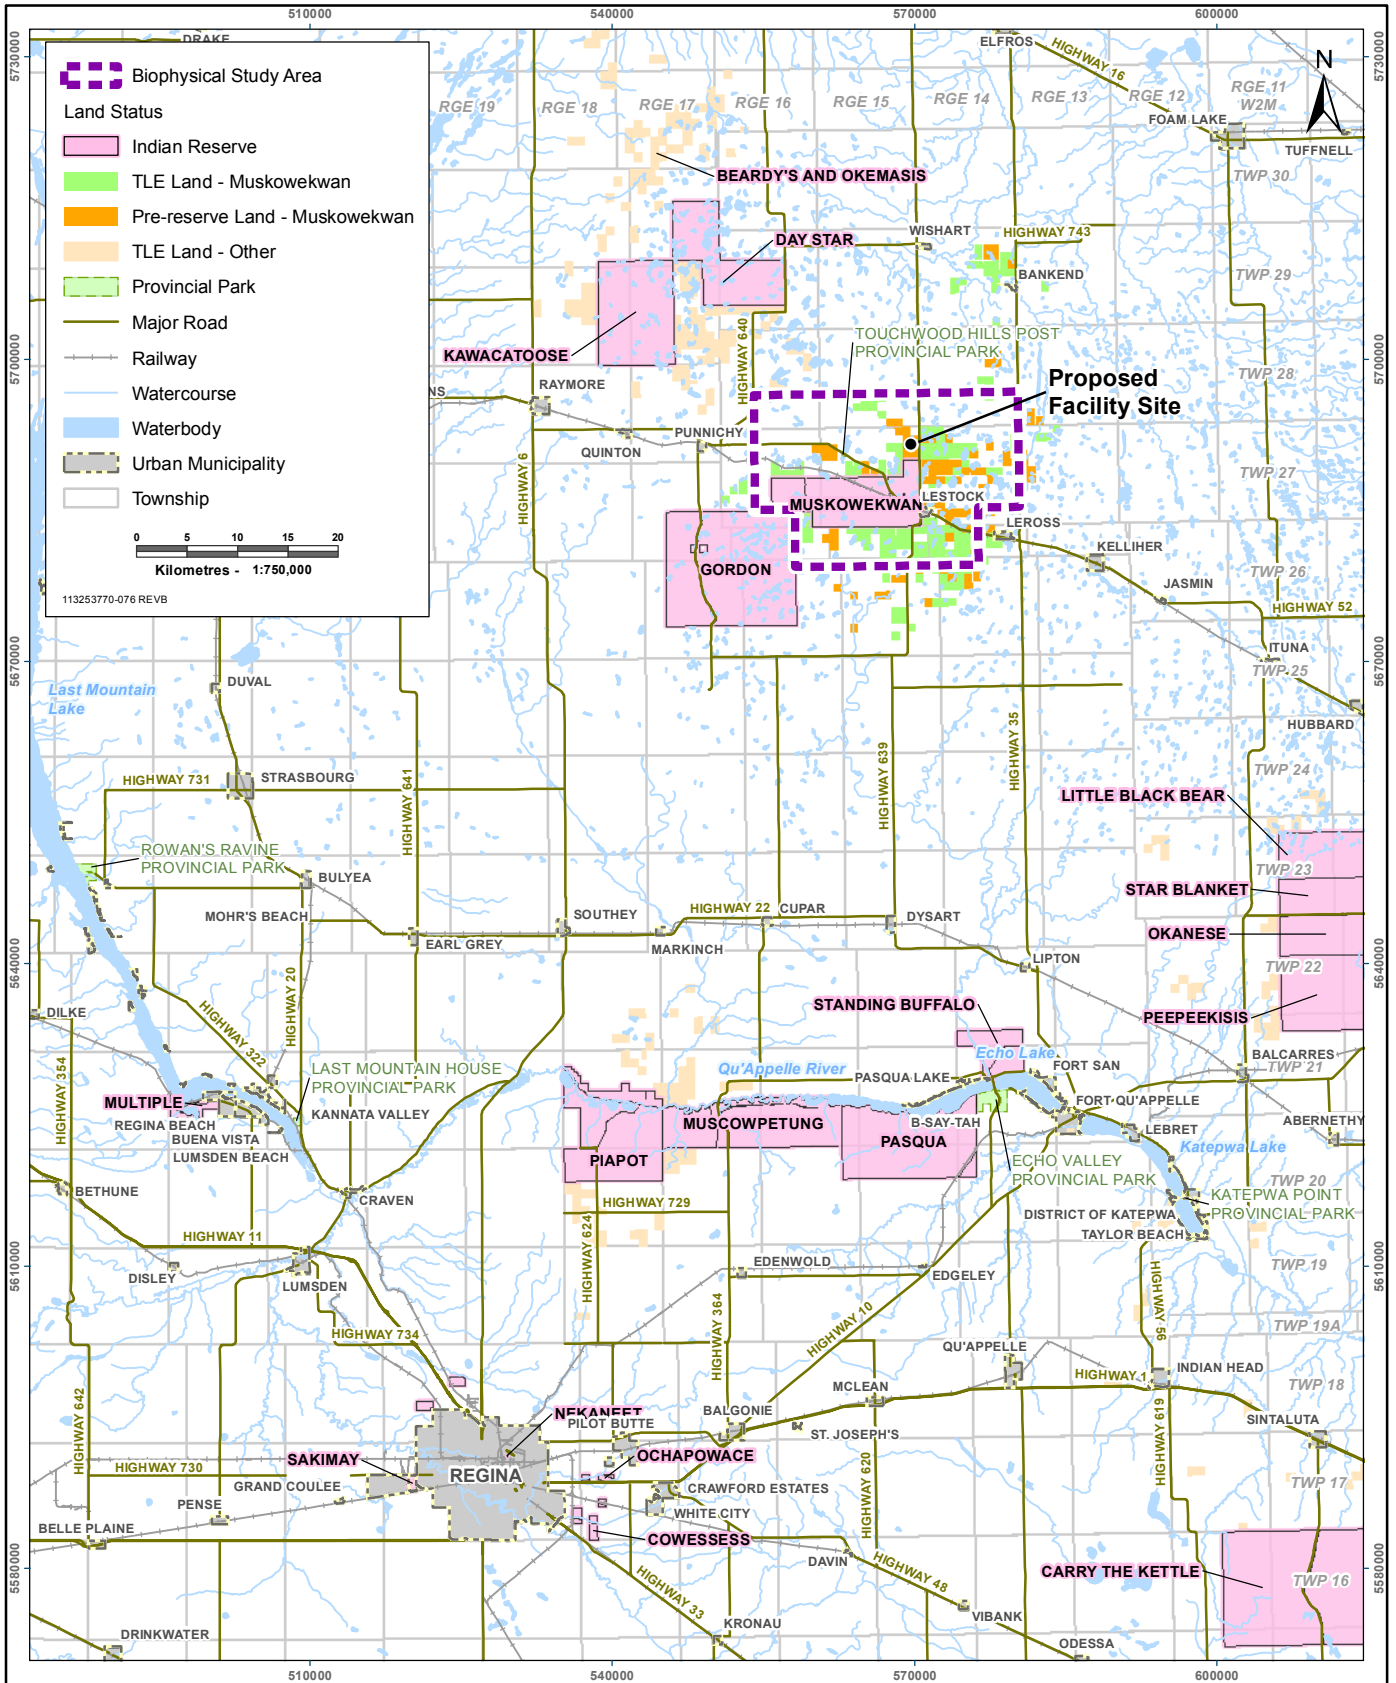 510000
540000
570000
600000
5730000
5730000
5700000
5700000
5670000
5670000
5640000
5640000
5610000
5610000
5580000
5580000
DRAKE
Biophysical Study Area
Land Status
Indian Reserve
TLE Land - Muskowekwan
Pre-reserve Land - Muskowekwan
TLE Land - Other
Provincial Park
Major Road
Railway
Watercourse
Waterbody
Urban Municipality
Township
0 5 10 15 20
Kilometres - 1:750,000
113253770-076 REVB
N
ELFROS
HIGHWAY 16
RGE 19
RGE 18
RGE 17
RGE 16
RGE 15
RGE 14
RGE 13
RGE 12
RGE 11
W2M
FOAM LAKE
TUFFNELL
TWP 30
BEARDY'S AND OKEMASIS
WISHART
HIGHWAY 743
DAY STAR
BANKEND
TWP 29
HIGHWAY 640
TOUCHWOOD HILLS POST
PROVINCIAL PARK
KAWACATOOSE
NS
RAYMORE
Proposed
Facility Site
TWP 28
PUNNICHY
QUINTON
HIGHWAY 6
TWP 27
MUSKOWEKWAN
LESTOCK
LEROSS
KELLIHER
GORDON
JASMIN
TWP 26
HIGHWAY 52
ITUNA
TWP 25
HUBBARD
Last Mountain
Lake
DUVAL
HIGHWAY 731
STRASBOURG
HIGHWAY 641
HIGHWAY 639
HIGHWAY 35
TWP 24
LITTLE BLACK BEAR
ROWAN'S RAVINE
PROVINCIAL PARK
BULYEA
TWP 23
STAR BLANKET
MOHR'S BEACH
EARL GREY
SOUTHEY
MARKINCH
HIGHWAY 22
CUPAR
DYSART
OKANESE
LIPTON
TWP 22
HIGHWAY 20
STANDING BUFFALO
PEEPEEKISIS
DILKE
HIGHWAY 322
HIGHWAY 354
LAST MOUNTAIN HOUSE
PROVINCIAL PARK
Qu'Appelle River
Echo Lake
BALCARRES
TWP 21
PASQUA LAKE
FORT SAN
MULTIPLE
REGINA BEACH
KANNATA VALLEY
BUENA VISTA
LUMSDEN BEACH
MUSCOWPETUNG
B-SAY-TAH
PASQUA
FORT QU'APPELLE
LEBRET
ABERNETHY
Katepwa Lake
PIAPOT
ECHO VALLEY
PROVINCIAL PARK
TWP 20
KATEPWA POINT
PROVINCIAL PARK
BETHUNE
CRAVEN
HIGHWAY 729
DISTRICT OF KATEPWA
TAYLOR BEACH
HIGHWAY 624
HIGHWAY 11
DISLEY
LUMSDEN
EDENWOLD
EDGELEY
TWP 19
HIGHWAY 364
HIGHWAY 10
HIGHWAY 56
HIGHWAY 734
TWP 19A
QU'APPELLE
HIGHWAY 1
INDIAN HEAD
HIGHWAY 642
MCLEAN
TWP 18
NEKANEET
PILOT BUTTE
BALGONIE
ST. JOSEPH'S
SINTALUTA
SAKIMAY
OCHAPOWACE
HIGHWAY 730
REGINA
GRAND COULEE
CRAWFORD ESTATES
HIGHWAY 620
HIGHWAY 619
TWP 17
PENSE
WHITE CITY
BELLE PLAINE
COWESSESS
DAVIN
HIGHWAY 48
CARRY THE KETTLE
TWP 16
HIGHWAY 33
VIBANK
KRONAU
DRINKWATER
ODESSA
510000
540000
570000
600000